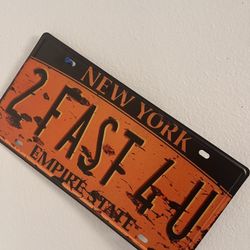 NEW YORK
2 FAST 4 U
EMPIRE STATE